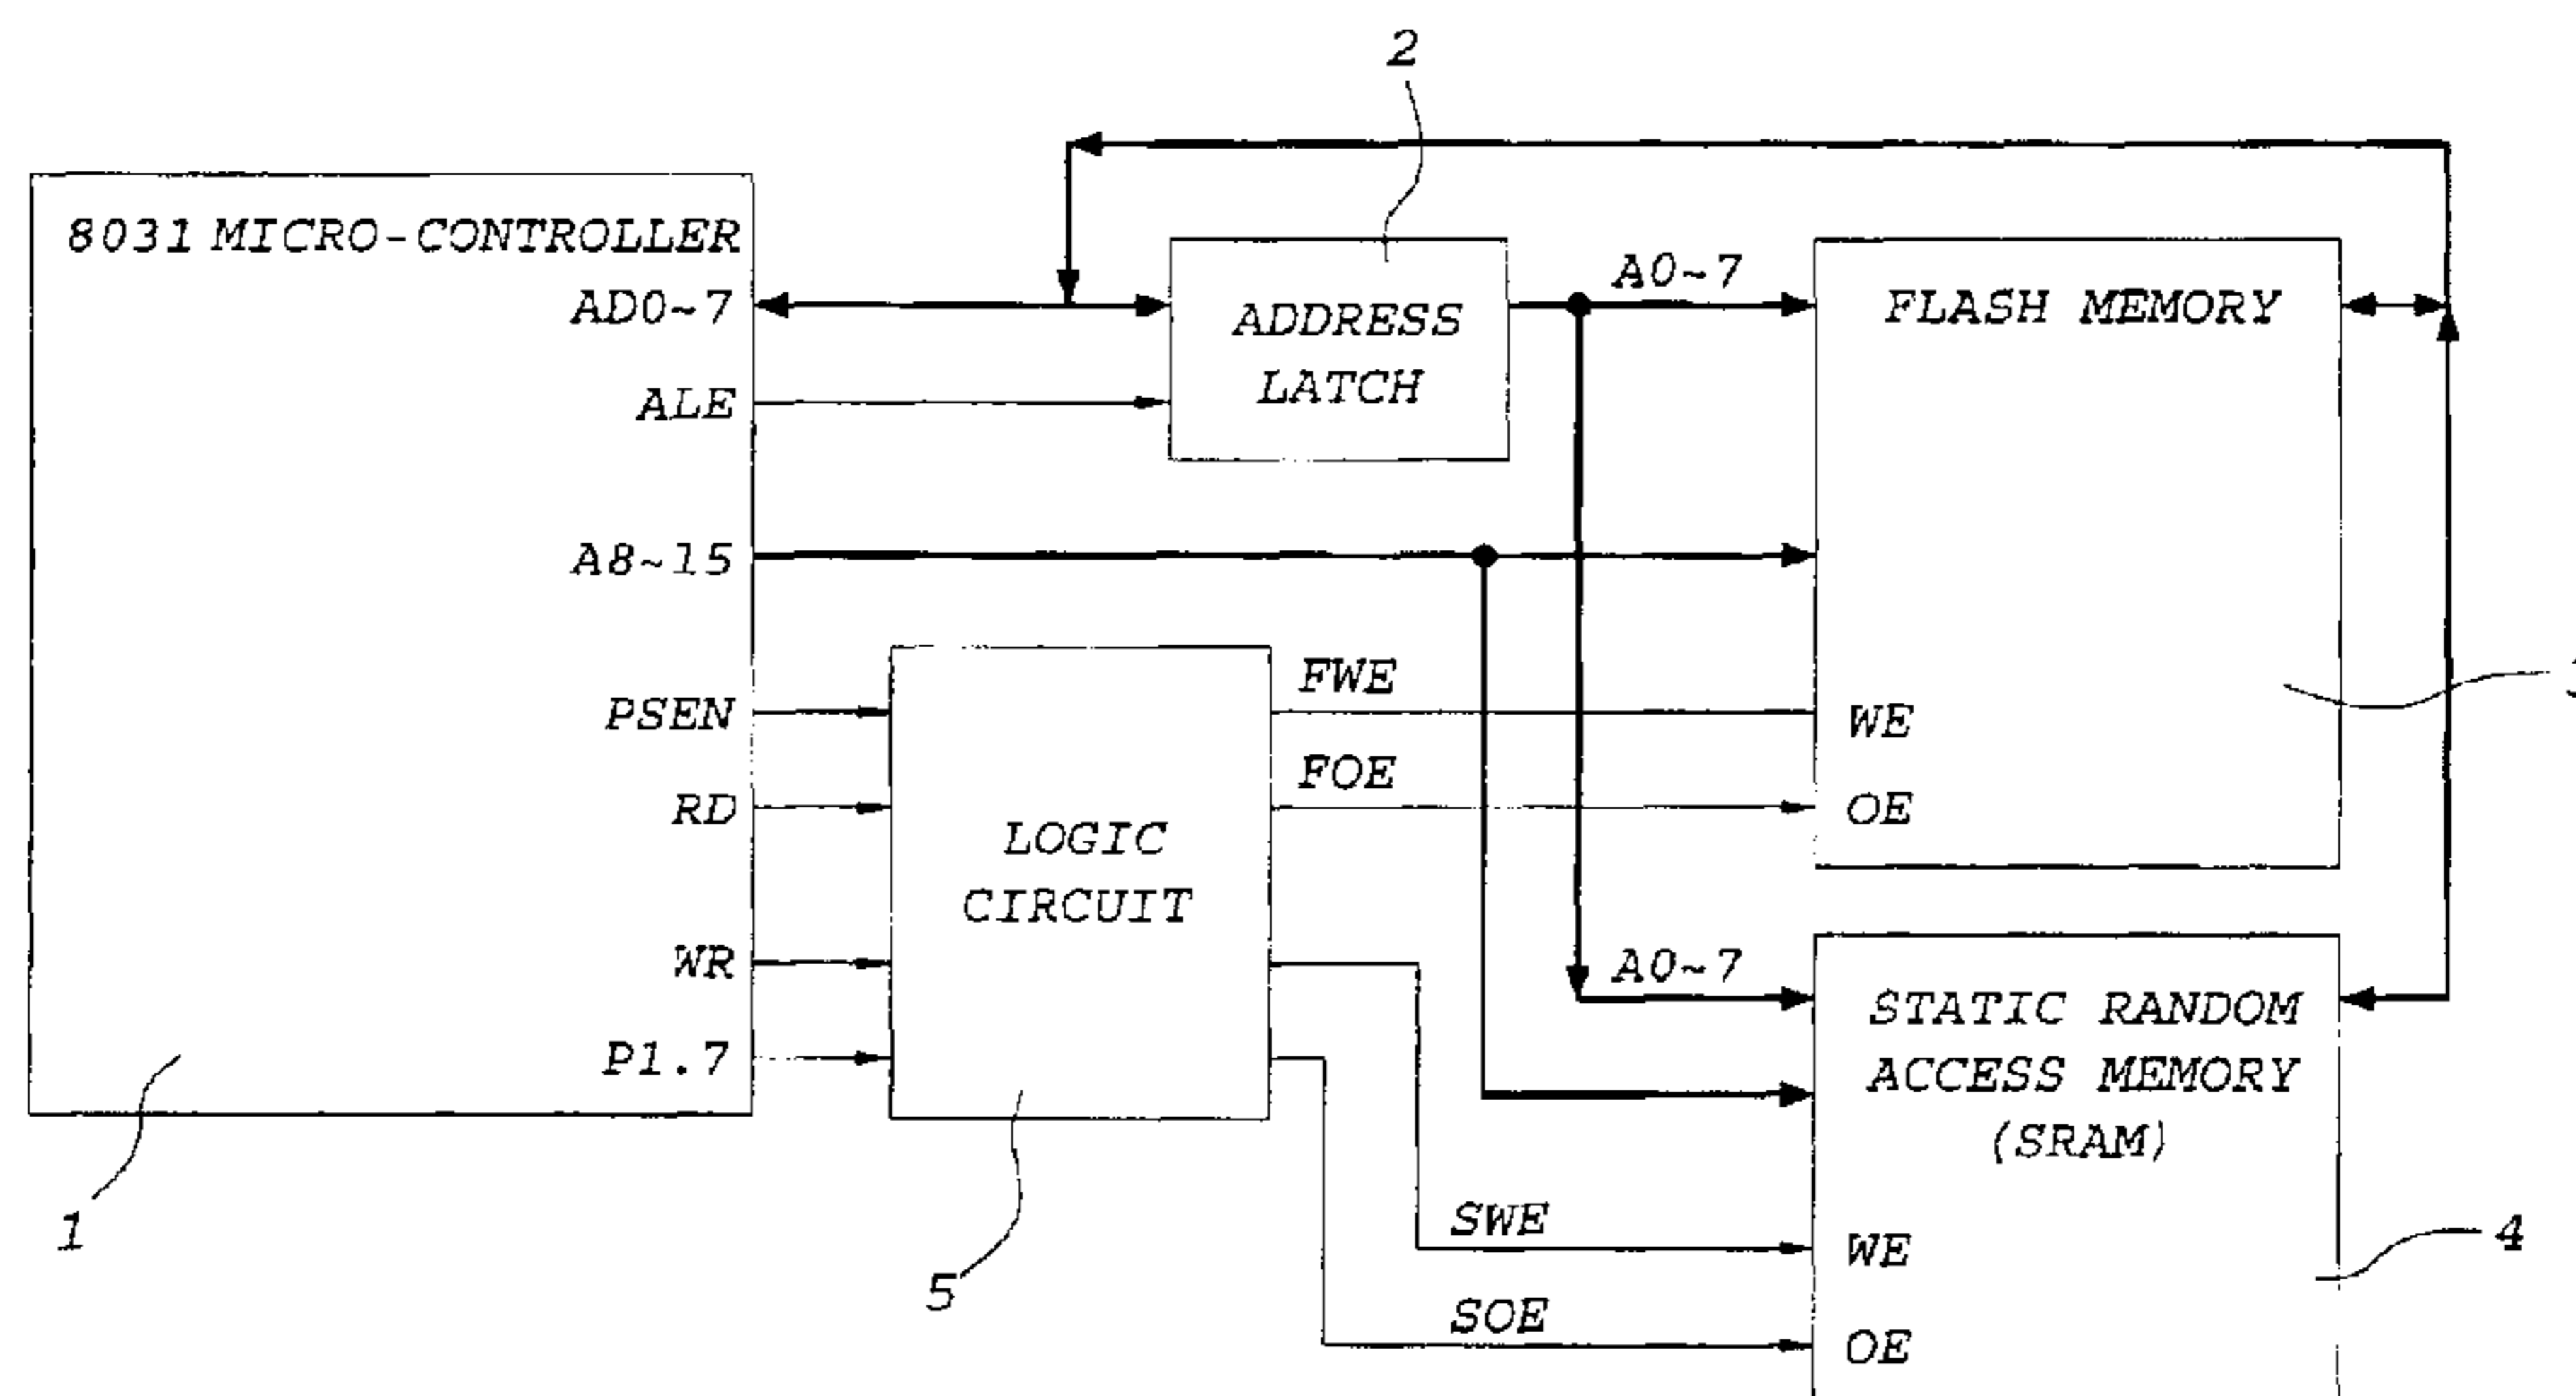 2
8031 MICRO-CONTROLLER
AD0~7
ALE
A8~15
PSEN
RD
WR
P1.7
1
ADDRESS
LATCH
LOGIC
CIRCUIT
5
A0~7
FWE
FOE
A0~7
SWE
SOE
FLASH MEMORY
WE
OE
STATIC RANDOM
ACCESS MEMORY
(SRAM)
WE
OE
4